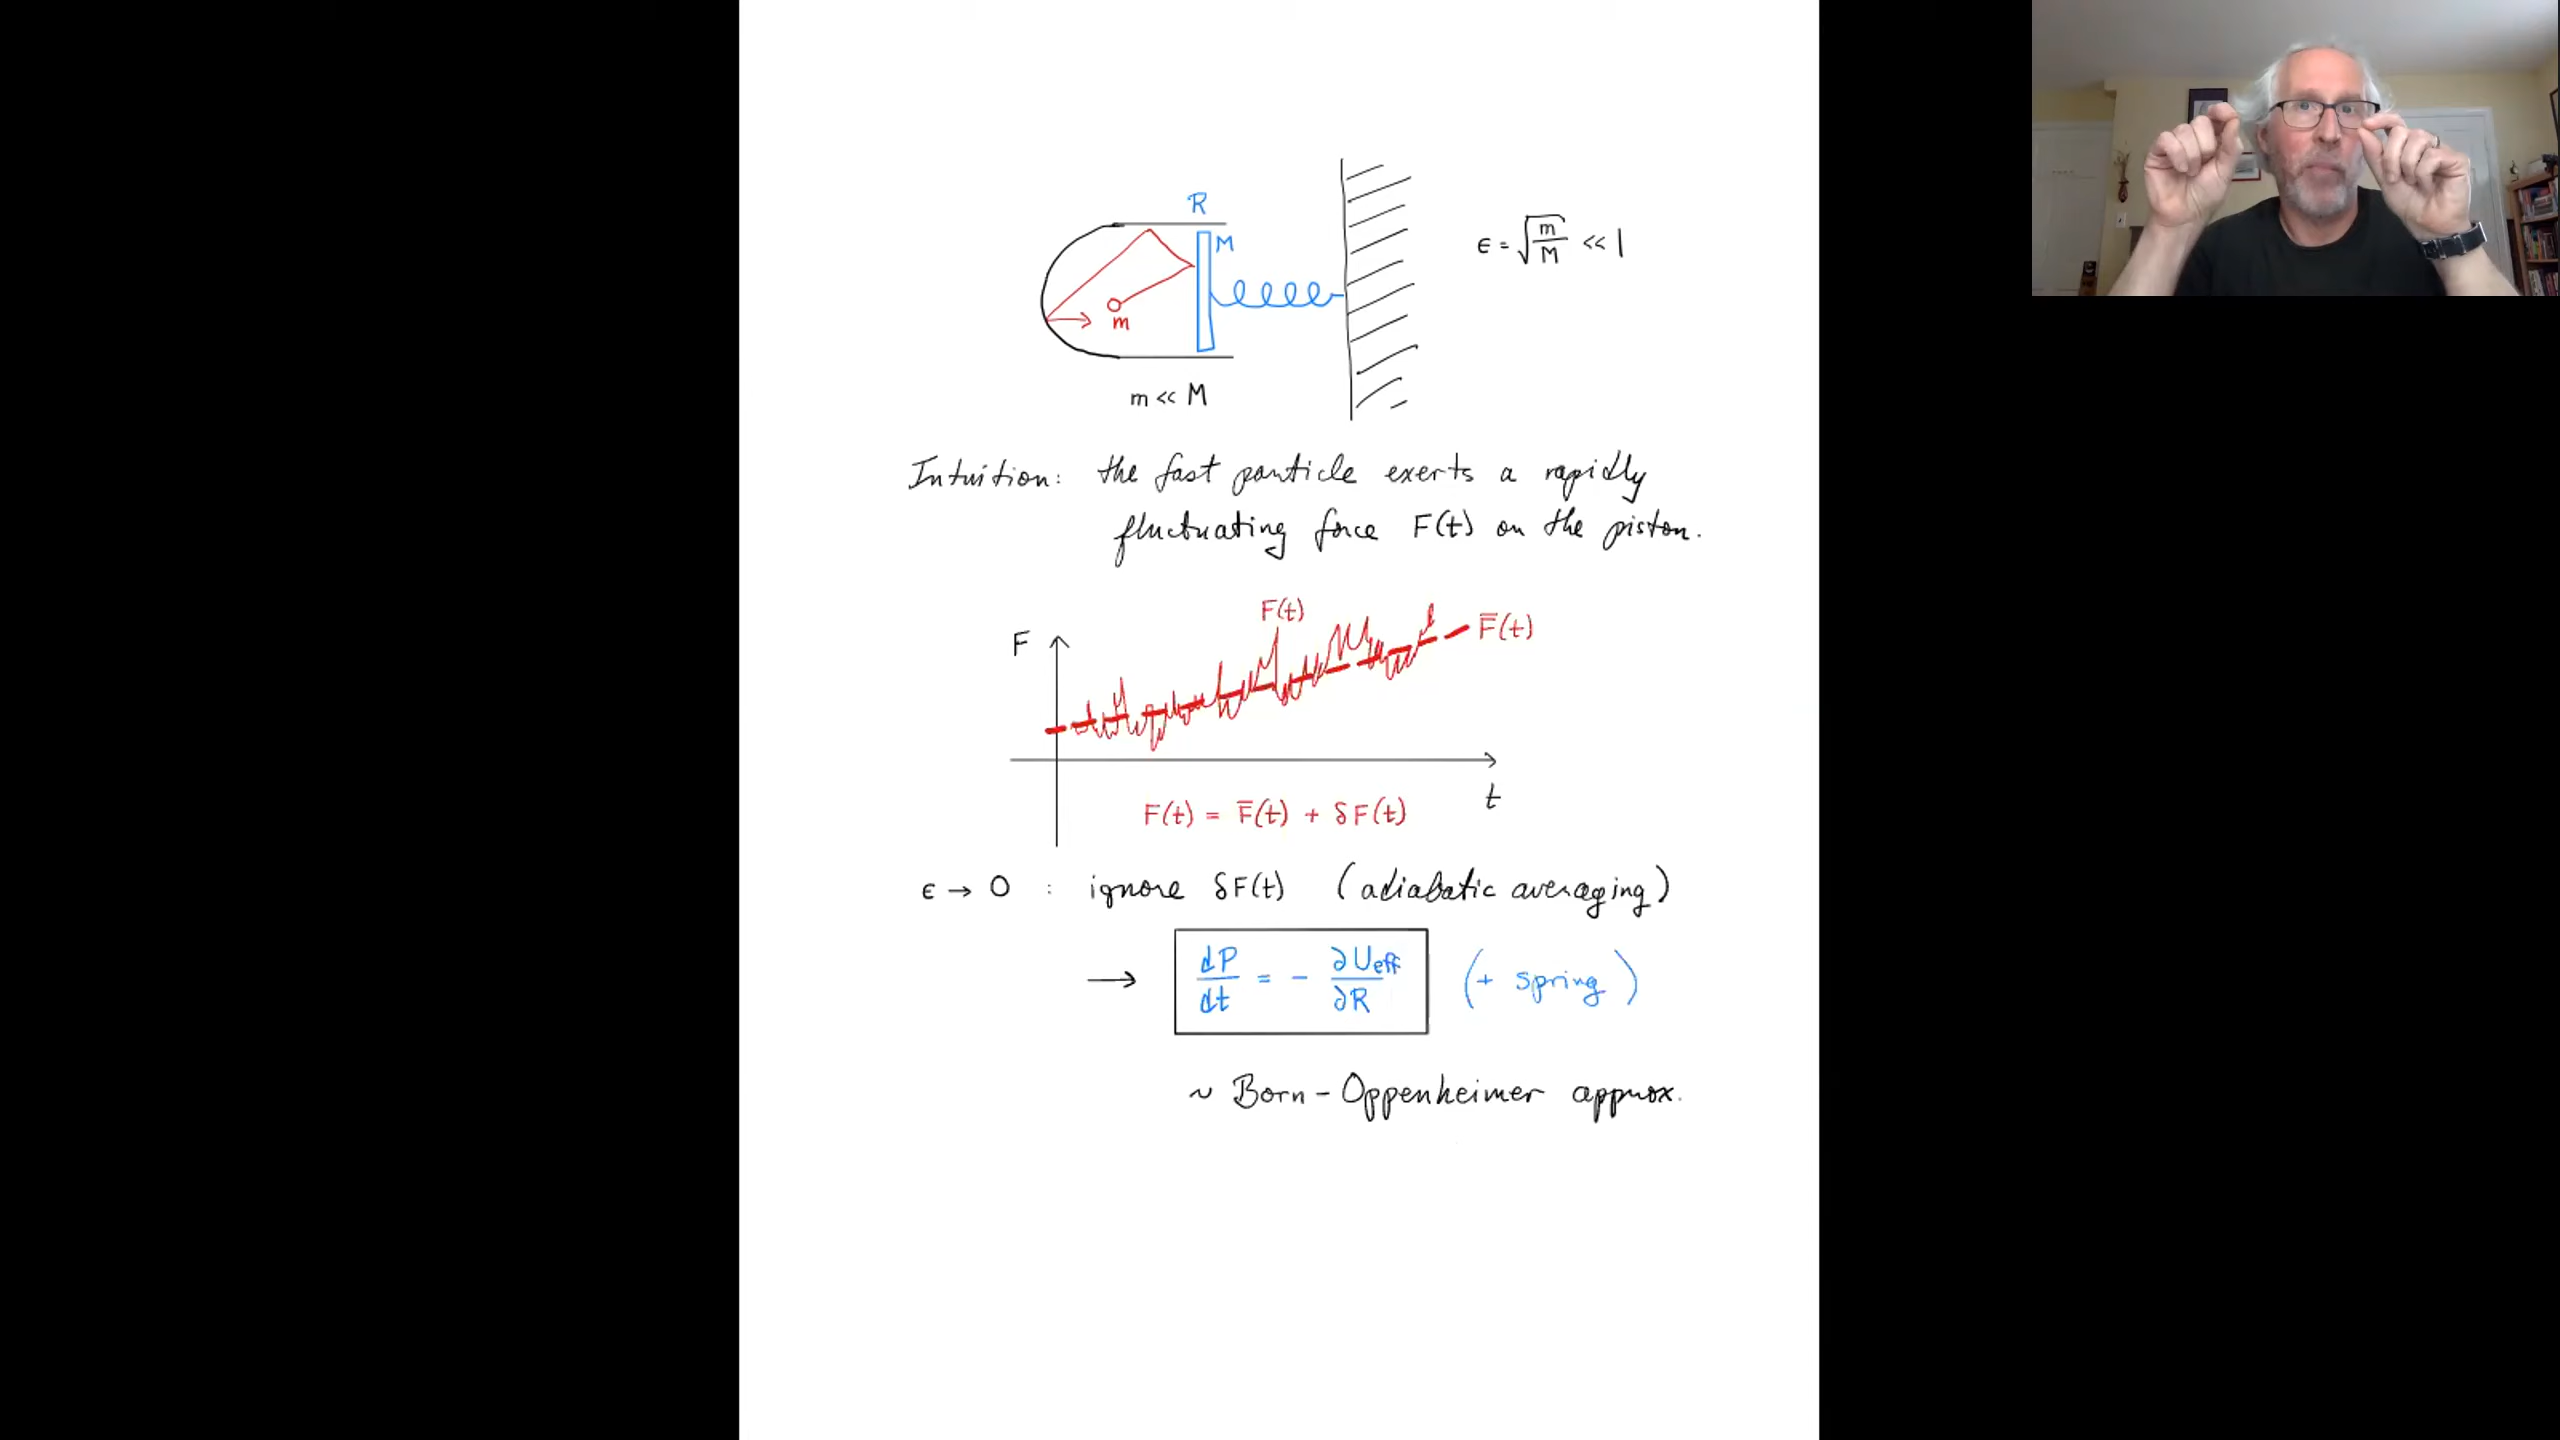 R
M
m
m << M
ϵ = √(m/M) << 1
Intuition: the fast particle exerts a rapidly
fluctuating force F(t) on the piston.
F(t)
F̅(t)
F
t
F(t) = F̅(t) + δF(t)
ϵ → 0 : ignore δF(t) (adiabatic averaging)
→ dP/dt = - ∂Ueff/∂R (+ spring)
~ Born-Oppenheimer approx.